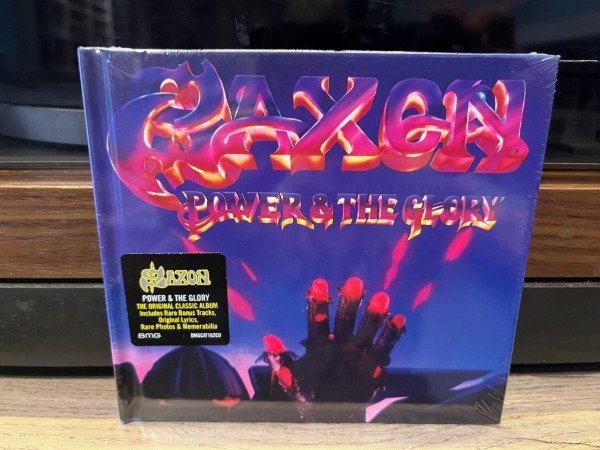 SAXON
POWER & THE GLORY
SAXON
POWER & THE GLORY
THE ORIGINAL CLASSIC ALBUM
Includes Rare Bonus Tracks,
Original Lyrics,
Rare Photos & Memorabilia
BMG BMGCAT162CD